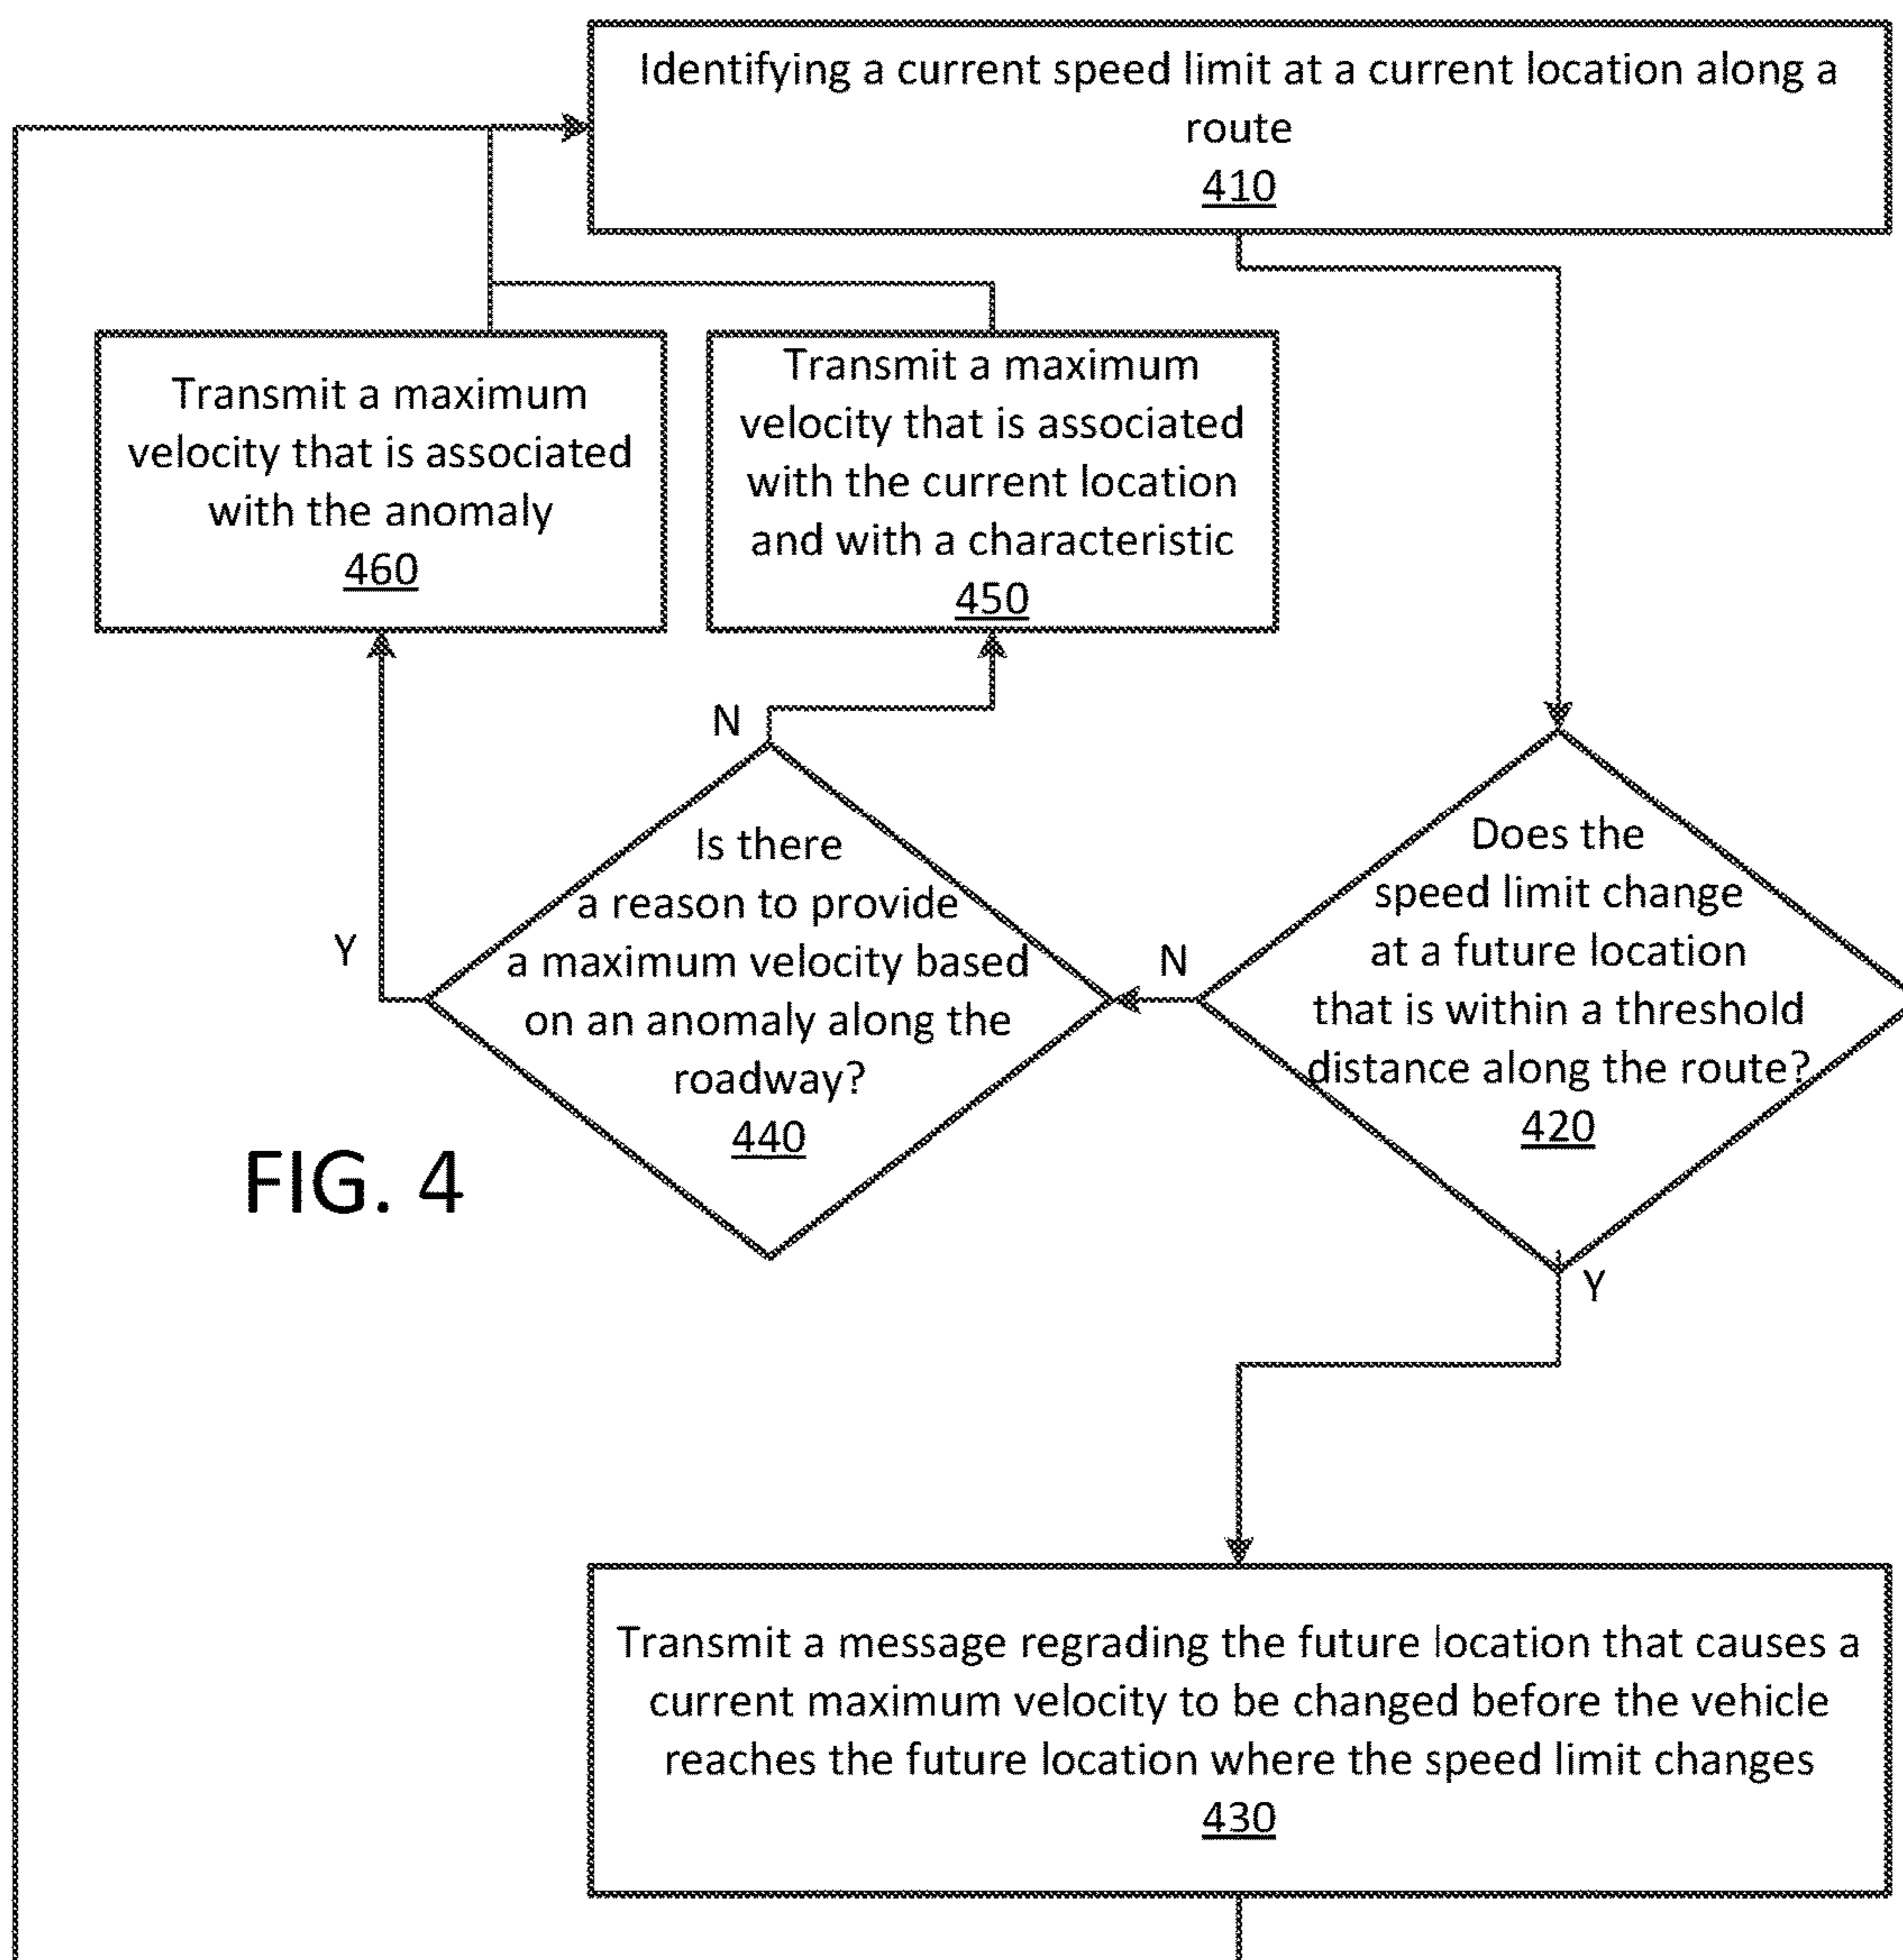 Identifying a current speed limit at a current location along a
route
410
Transmit a maximum
velocity that is associated
with the anomaly
460
Transmit a maximum
velocity that is associated
with the current location
and with a characteristic
450
N
Y
Is there
a reason to provide
a maximum velocity based
on an anomaly along the
roadway?
440
N
Does the
speed limit change
at a future location
that is within a threshold
distance along the route?
420
Y
FIG. 4
Transmit a message regrading the future location that causes a
current maximum velocity to be changed before the vehicle
reaches the future location where the speed limit changes
430